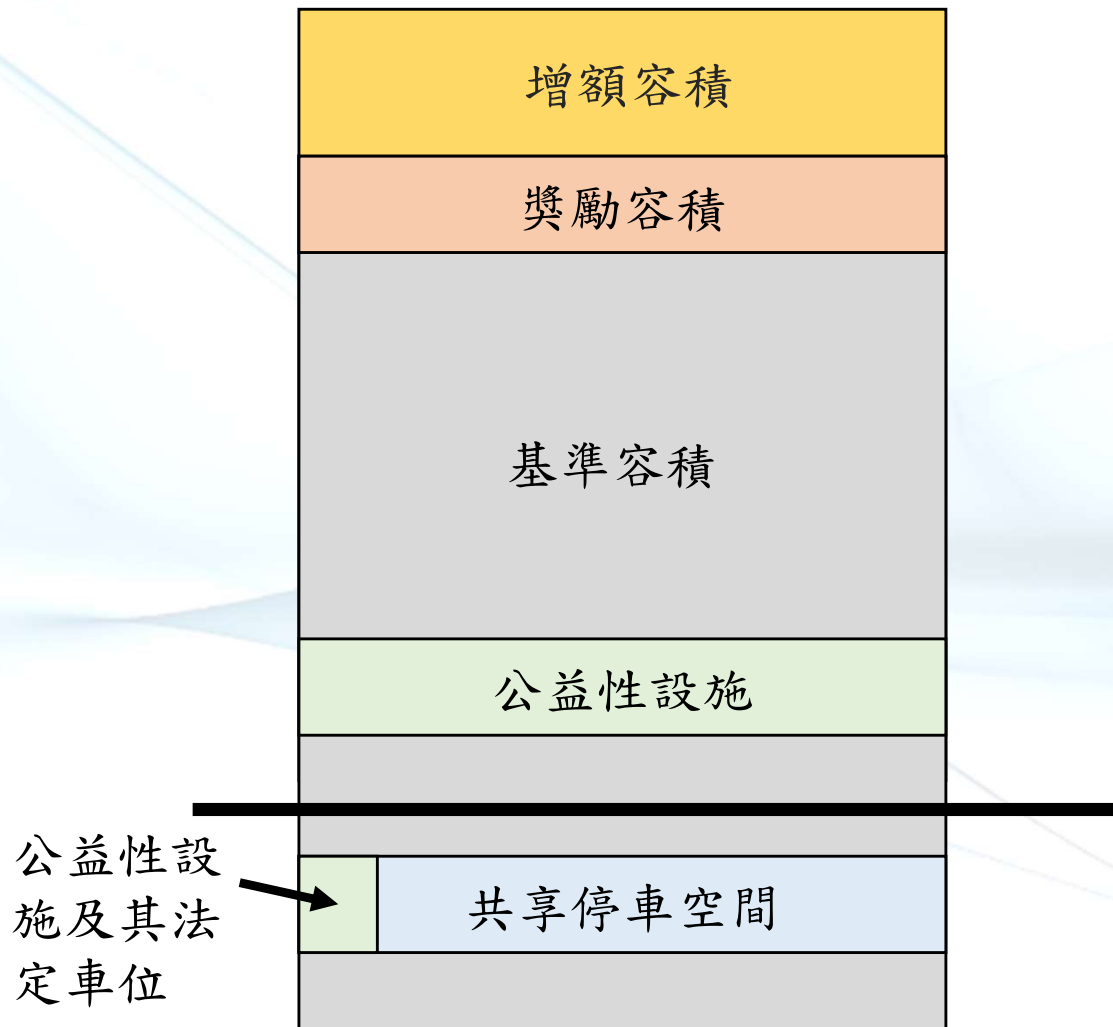 增額容積
獎勵容積
基準容積
公益性設施
公益性設
施及其法
定車位
共享停車空間